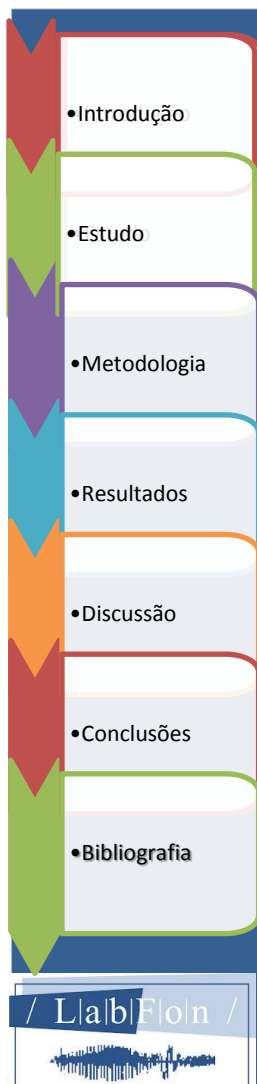 •Introdução
•Estudo
•Metodologia
•Resultados
•Discussão
•Conclusões
•Bibliografia
/ L|a|b|F|o|n /